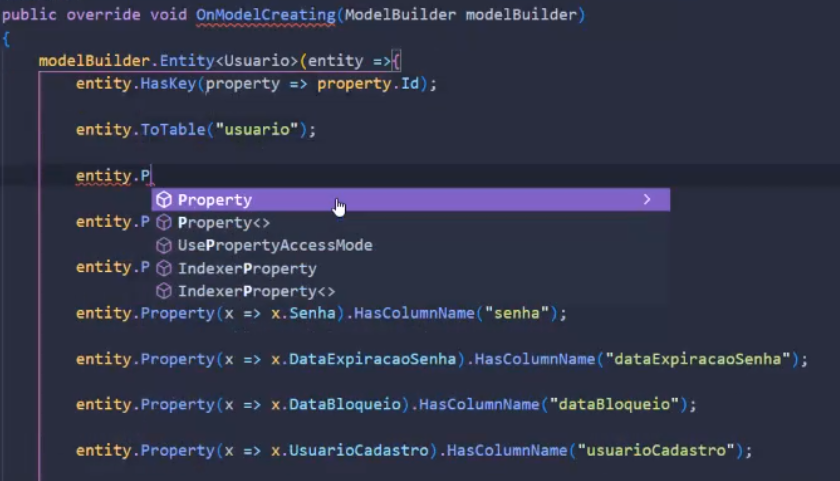 public override void OnModelCreating(ModelBuilder modelBuilder)
{
modelBuilder.Entity<Usuario>(entity =>{
entity.HasKey(property => property.Id);
entity.ToTable("usuario");
entity.P
Property
entity.P
Property<>
UsePropertyAccessMode
entity.P
IndexerProperty
IndexerProperty<>
entity.Property(x => x.Senha).HasColumnName("senha");
entity.Property(x => x.DataExpiracaoSenha).HasColumnName("dataExpiracaoSenha");
entity.Property(x => x.DataBloqueio).HasColumnName("dataBloqueio");
entity.Property(x => x.UsuarioCadastro).HasColumnName("usuarioCadastro");